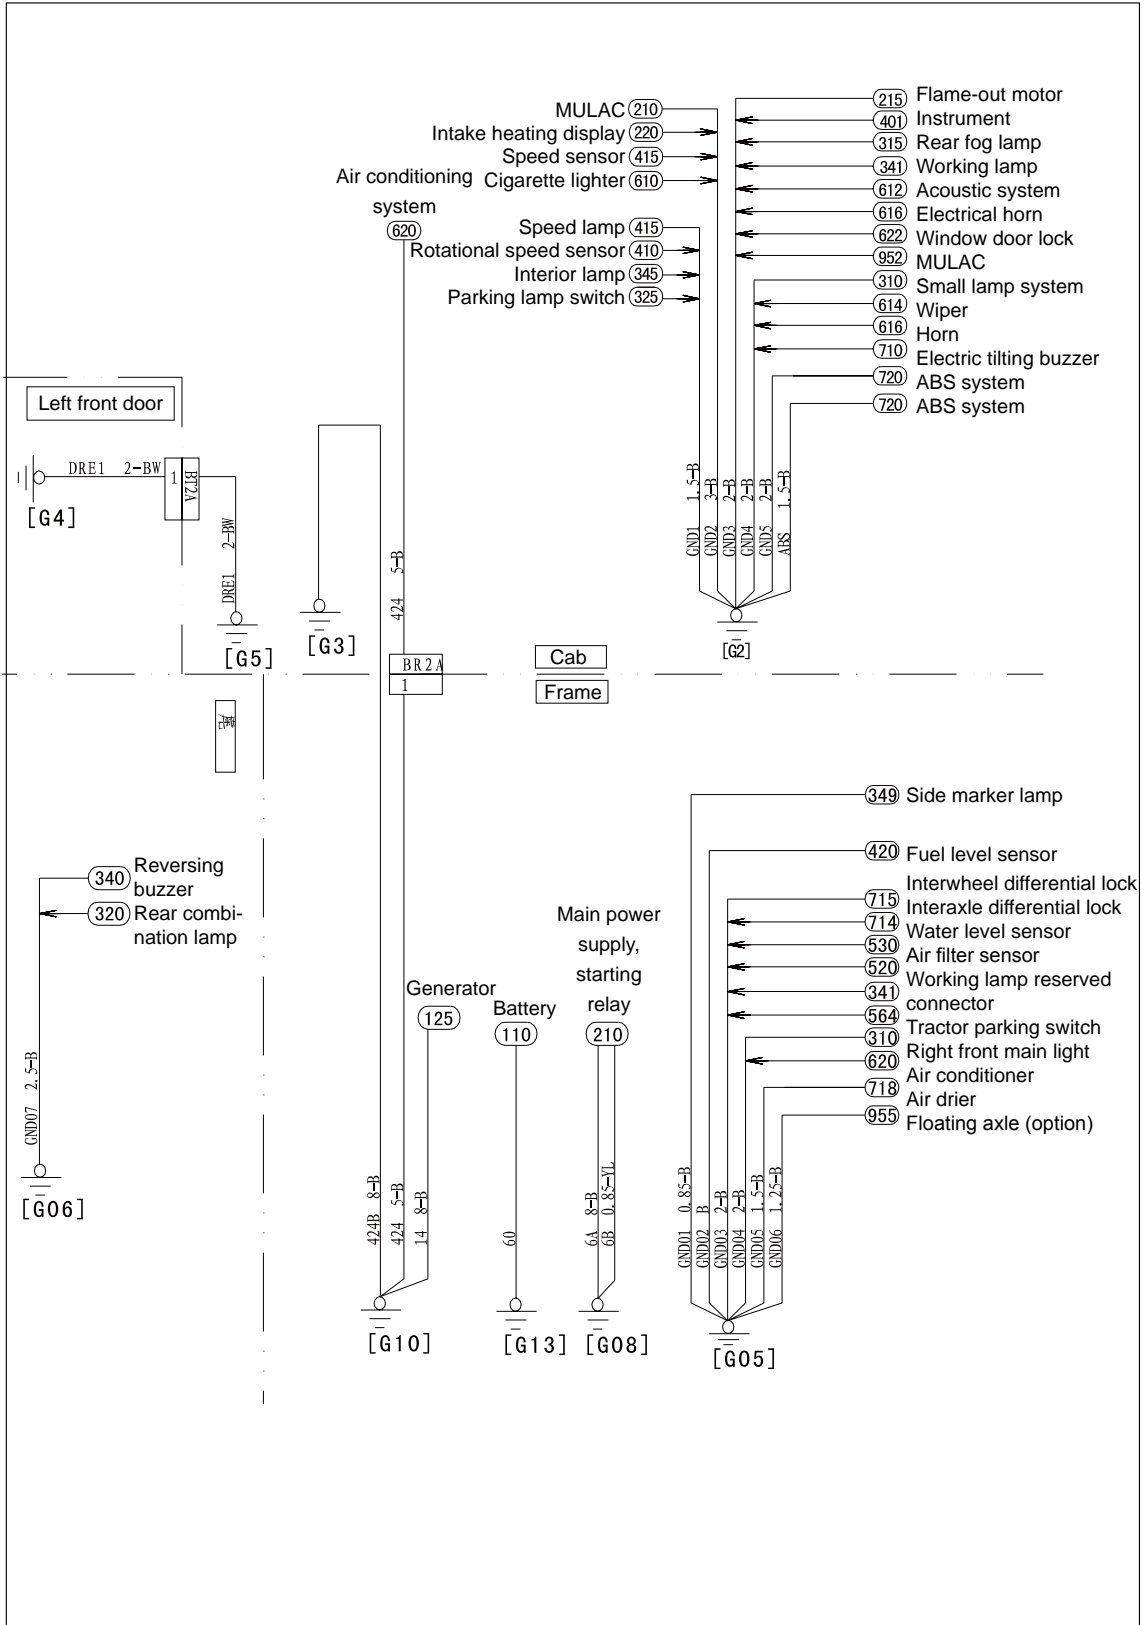 MULAC 210
Intake heating display 220
Speed sensor 415
Cigarette lighter 610
Air conditioning
system
620
Speed lamp 415
Rotational speed sensor 410
Interior lamp 345
Parking lamp switch 325
215 Flame-out motor
401 Instrument
315 Rear fog lamp
341 Working lamp
612 Acoustic system
616 Electrical horn
622 Window door lock
952 MULAC
310 Small lamp system
614 Wiper
616 Horn
710 Electric tilting buzzer
720 ABS system
720 ABS system
Left front door
DRE1 2-BW
1
BT2A
[G4]
DRE1 2-BW
[G5]
[G3]
424 5-B
GND1 1.5-B
GND2 3-B
GND3 2-B
GND4 2-B
GND5 2-B
ABS 1.5-B
[G2]
BR2A
1
Cab
Frame
尾
349 Side marker lamp
420 Fuel level sensor
Interwheel differential lock
715
Interaxle differential lock
714
Water level sensor
530
Air filter sensor
520
Working lamp reserved
341
connector
564
Tractor parking switch
310
Right front main light
620
Air conditioner
718
Air drier
955
Floating axle (option)
340 Reversing
buzzer
320 Rear combi-
nation lamp
GND07 2.5-B
[G06]
Generator
125
Battery
110
Main power
supply,
starting
relay
210
424B 8-B
424 5-B
14 8-B
[G10]
60
[G13]
6A 8-B
6B 0.85-YL
[G08]
GND01 0.85-B
GND02 B
GND03 2-B
GND04 2-B
GND05 1.5-B
GND06 1.25-B
[G05]